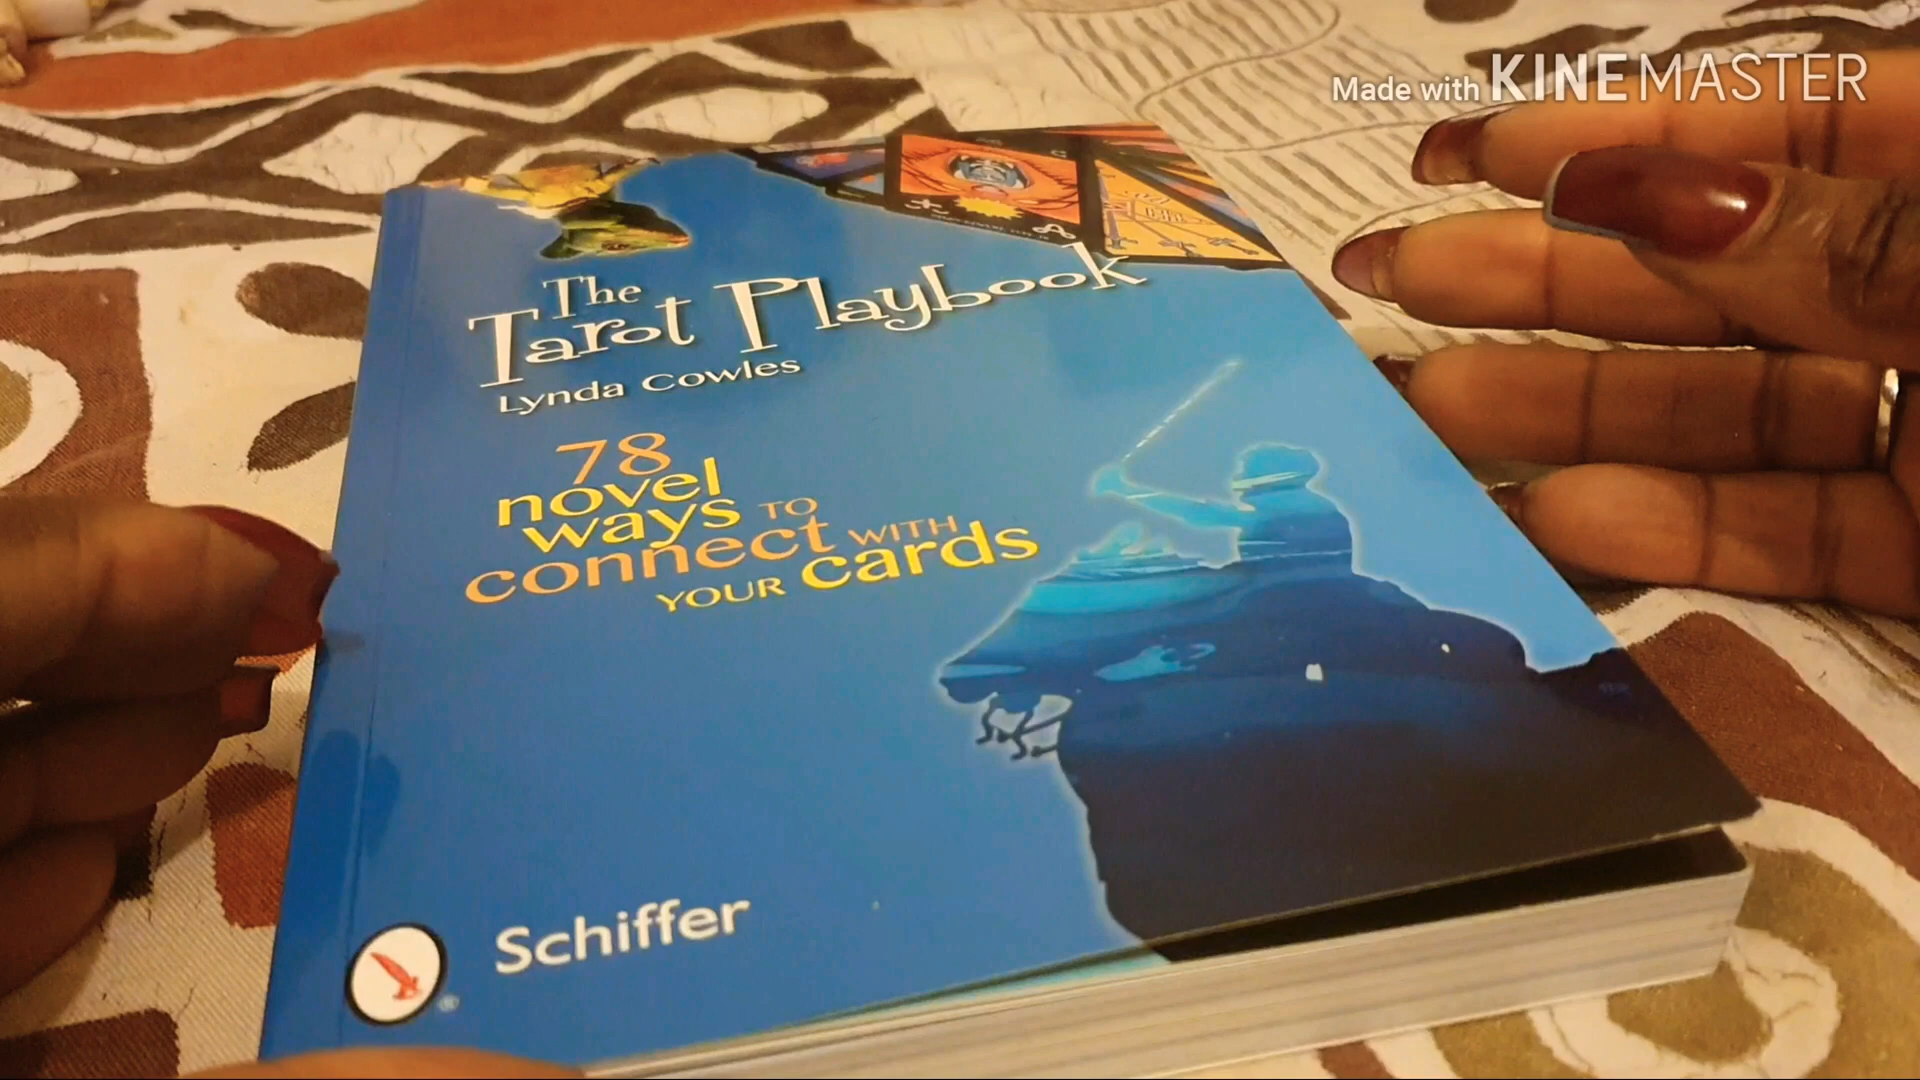 Made with KINEMASTER
The
Tarot Playbook
Lynda Cowles
78
novel
ways TO
connect WITH
YOUR cards
Schiffer
®